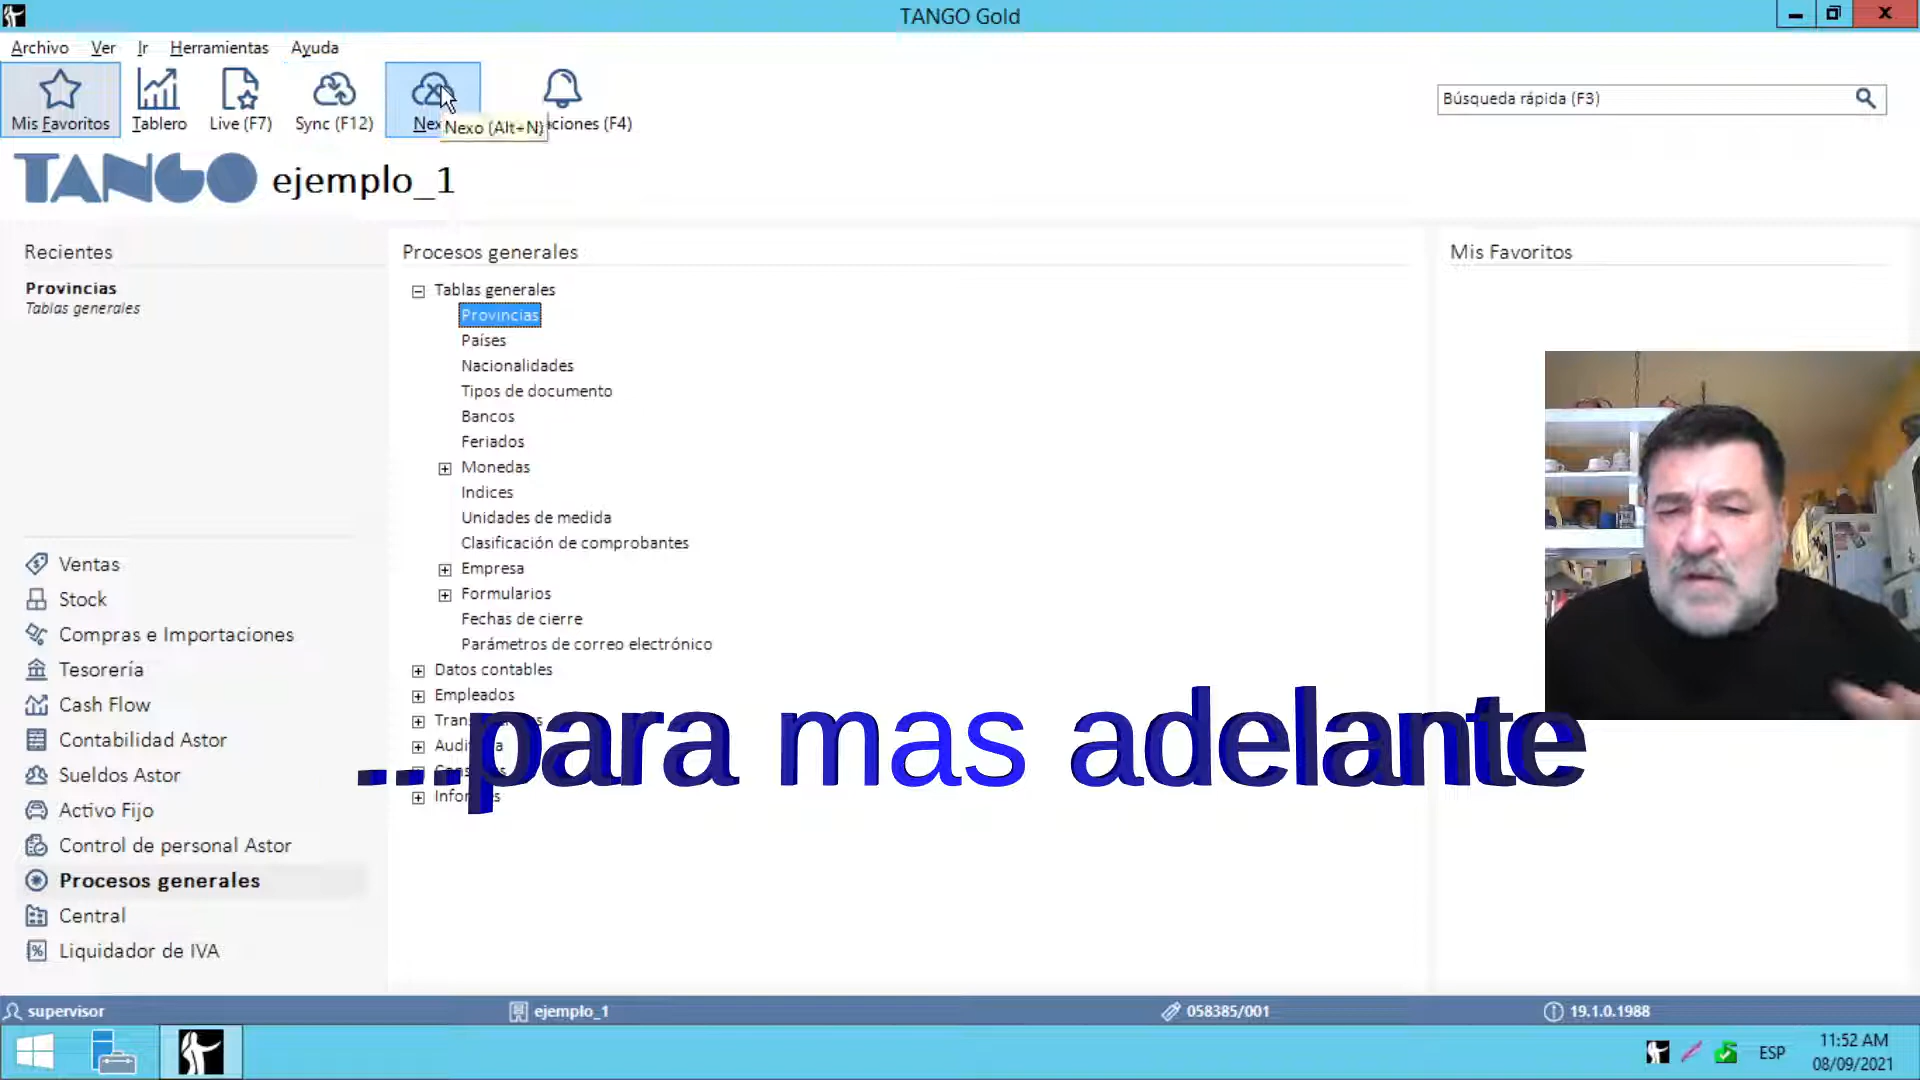 TANGO Gold
Archivo Ver Ir Herramientas Ayuda
Mis Favoritos Tablero Live (F7) Sync (F12) Nexo (Alt+N) ciones (F4)
Búsqueda rápida (F3)
TANGO ejemplo_1
Recientes
Provincias
Tablas generales
Ventas
Stock
Compras e Importaciones
Tesorería
Cash Flow
Contabilidad Astor
Sueldos Astor
Activo Fijo
Control de personal Astor
Procesos generales
Central
Liquidador de IVA
Procesos generales
Tablas generales
Provincias
Países
Nacionalidades
Tipos de documento
Bancos
Feriados
Monedas
Indices
Unidades de medida
Clasificación de comprobantes
Empresa
Formularios
Fechas de cierre
Parámetros de correo electrónico
Datos contables
Empleados
...para mas adelante
Mis Favoritos
supervisor ejemplo_1 058385/001 19.1.0.1988
ESP 11:52 AM
08/09/2021